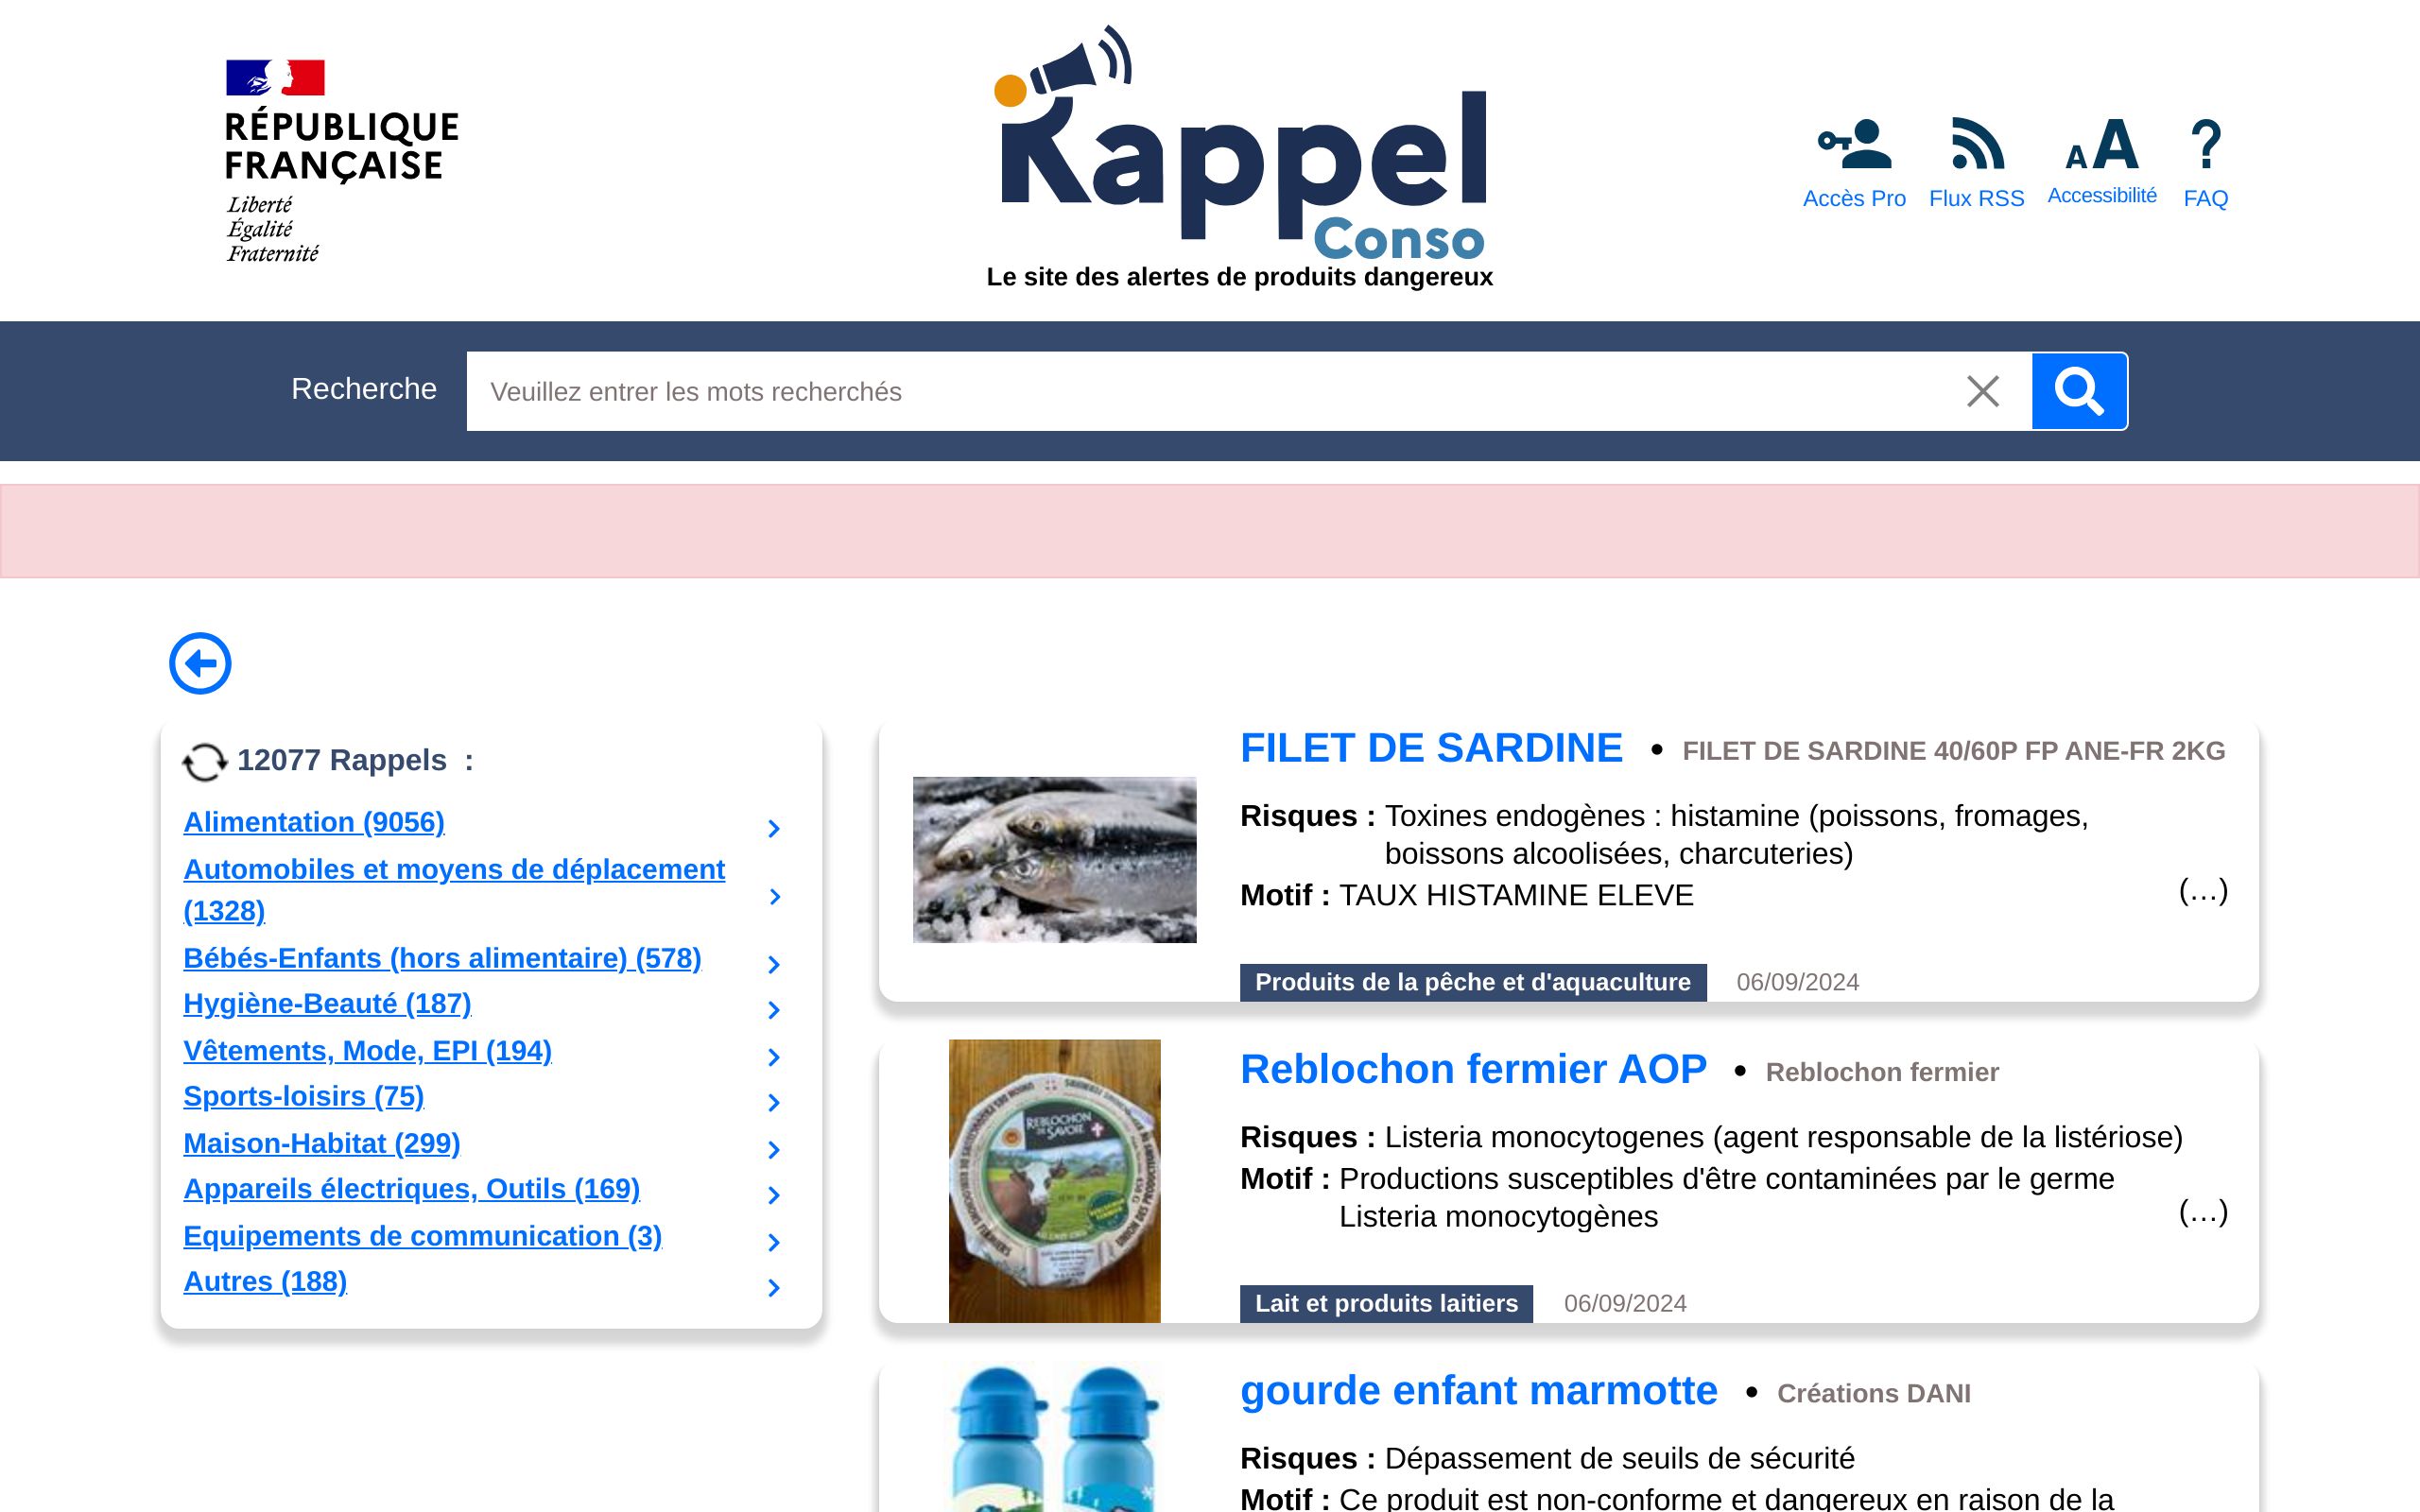 RÉPUBLIQUE
FRANÇAISE
Liberté
Égalité
Fraternité
Rappel
Conso
Le site des alertes de produits dangereux
Accès Pro
Flux RSS
AA
Accessibilité
?
FAQ
Recherche
Veuillez entrer les mots recherchés
12077 Rappels :
Alimentation (9056)
Automobiles et moyens de déplacement
(1328)
Bébés-Enfants (hors alimentaire) (578)
Hygiène-Beauté (187)
Vêtements, Mode, EPI (194)
Sports-loisirs (75)
Maison-Habitat (299)
Appareils électriques, Outils (169)
Equipements de communication (3)
Autres (188)
FILET DE SARDINE • FILET DE SARDINE 40/60P FP ANE-FR 2KG
Risques : Toxines endogènes : histamine (poissons, fromages,
boissons alcoolisées, charcuteries)
Motif : TAUX HISTAMINE ELEVE
(…)
Produits de la pêche et d'aquaculture 06/09/2024
REBLOCHON
DE SAVOIE
Reblochon fermier AOP • Reblochon fermier
Risques : Listeria monocytogenes (agent responsable de la listériose)
Motif : Productions susceptibles d'être contaminées par le germe
Listeria monocytogènes
(…)
Lait et produits laitiers 06/09/2024
gourde enfant marmotte • Créations DANI
Risques : Dépassement de seuils de sécurité
Motif : Ce produit est non-conforme et dangereux en raison de la